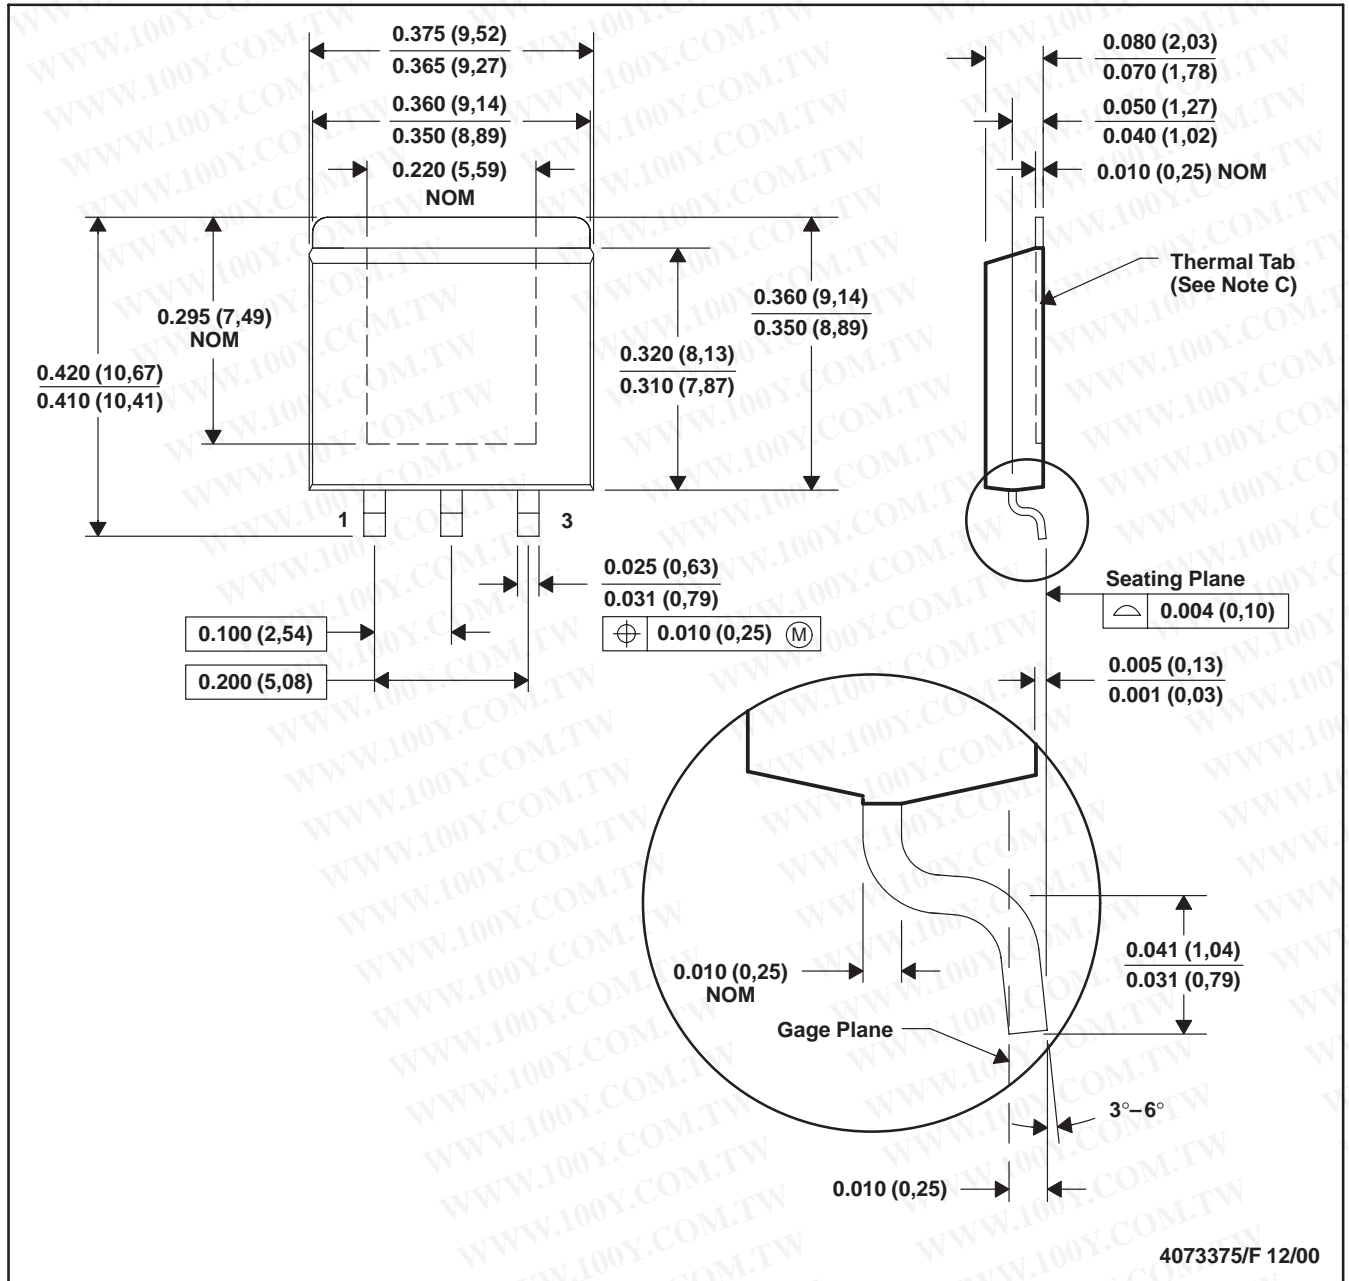 0.375 (9,52)
0.365 (9,27)
0.360 (9,14)
0.350 (8,89)
0.220 (5,59)
NOM
0.295 (7,49)
NOM
0.420 (10,67)
0.410 (10,41)
0.360 (9,14)
0.350 (8,89)
0.320 (8,13)
0.310 (7,87)
1
3
0.025 (0,63)
0.031 (0,79)
0.010 (0,25) M
0.100 (2,54)
0.200 (5,08)
0.080 (2,03)
0.070 (1,78)
0.050 (1,27)
0.040 (1,02)
0.010 (0,25) NOM
Thermal Tab
(See Note C)
Seating Plane
0.004 (0,10)
0.005 (0,13)
0.001 (0,03)
0.010 (0,25)
NOM
0.041 (1,04)
0.031 (0,79)
Gage Plane
3°–6°
0.010 (0,25)
4073375/F 12/00
WWW.100Y.COM.TW